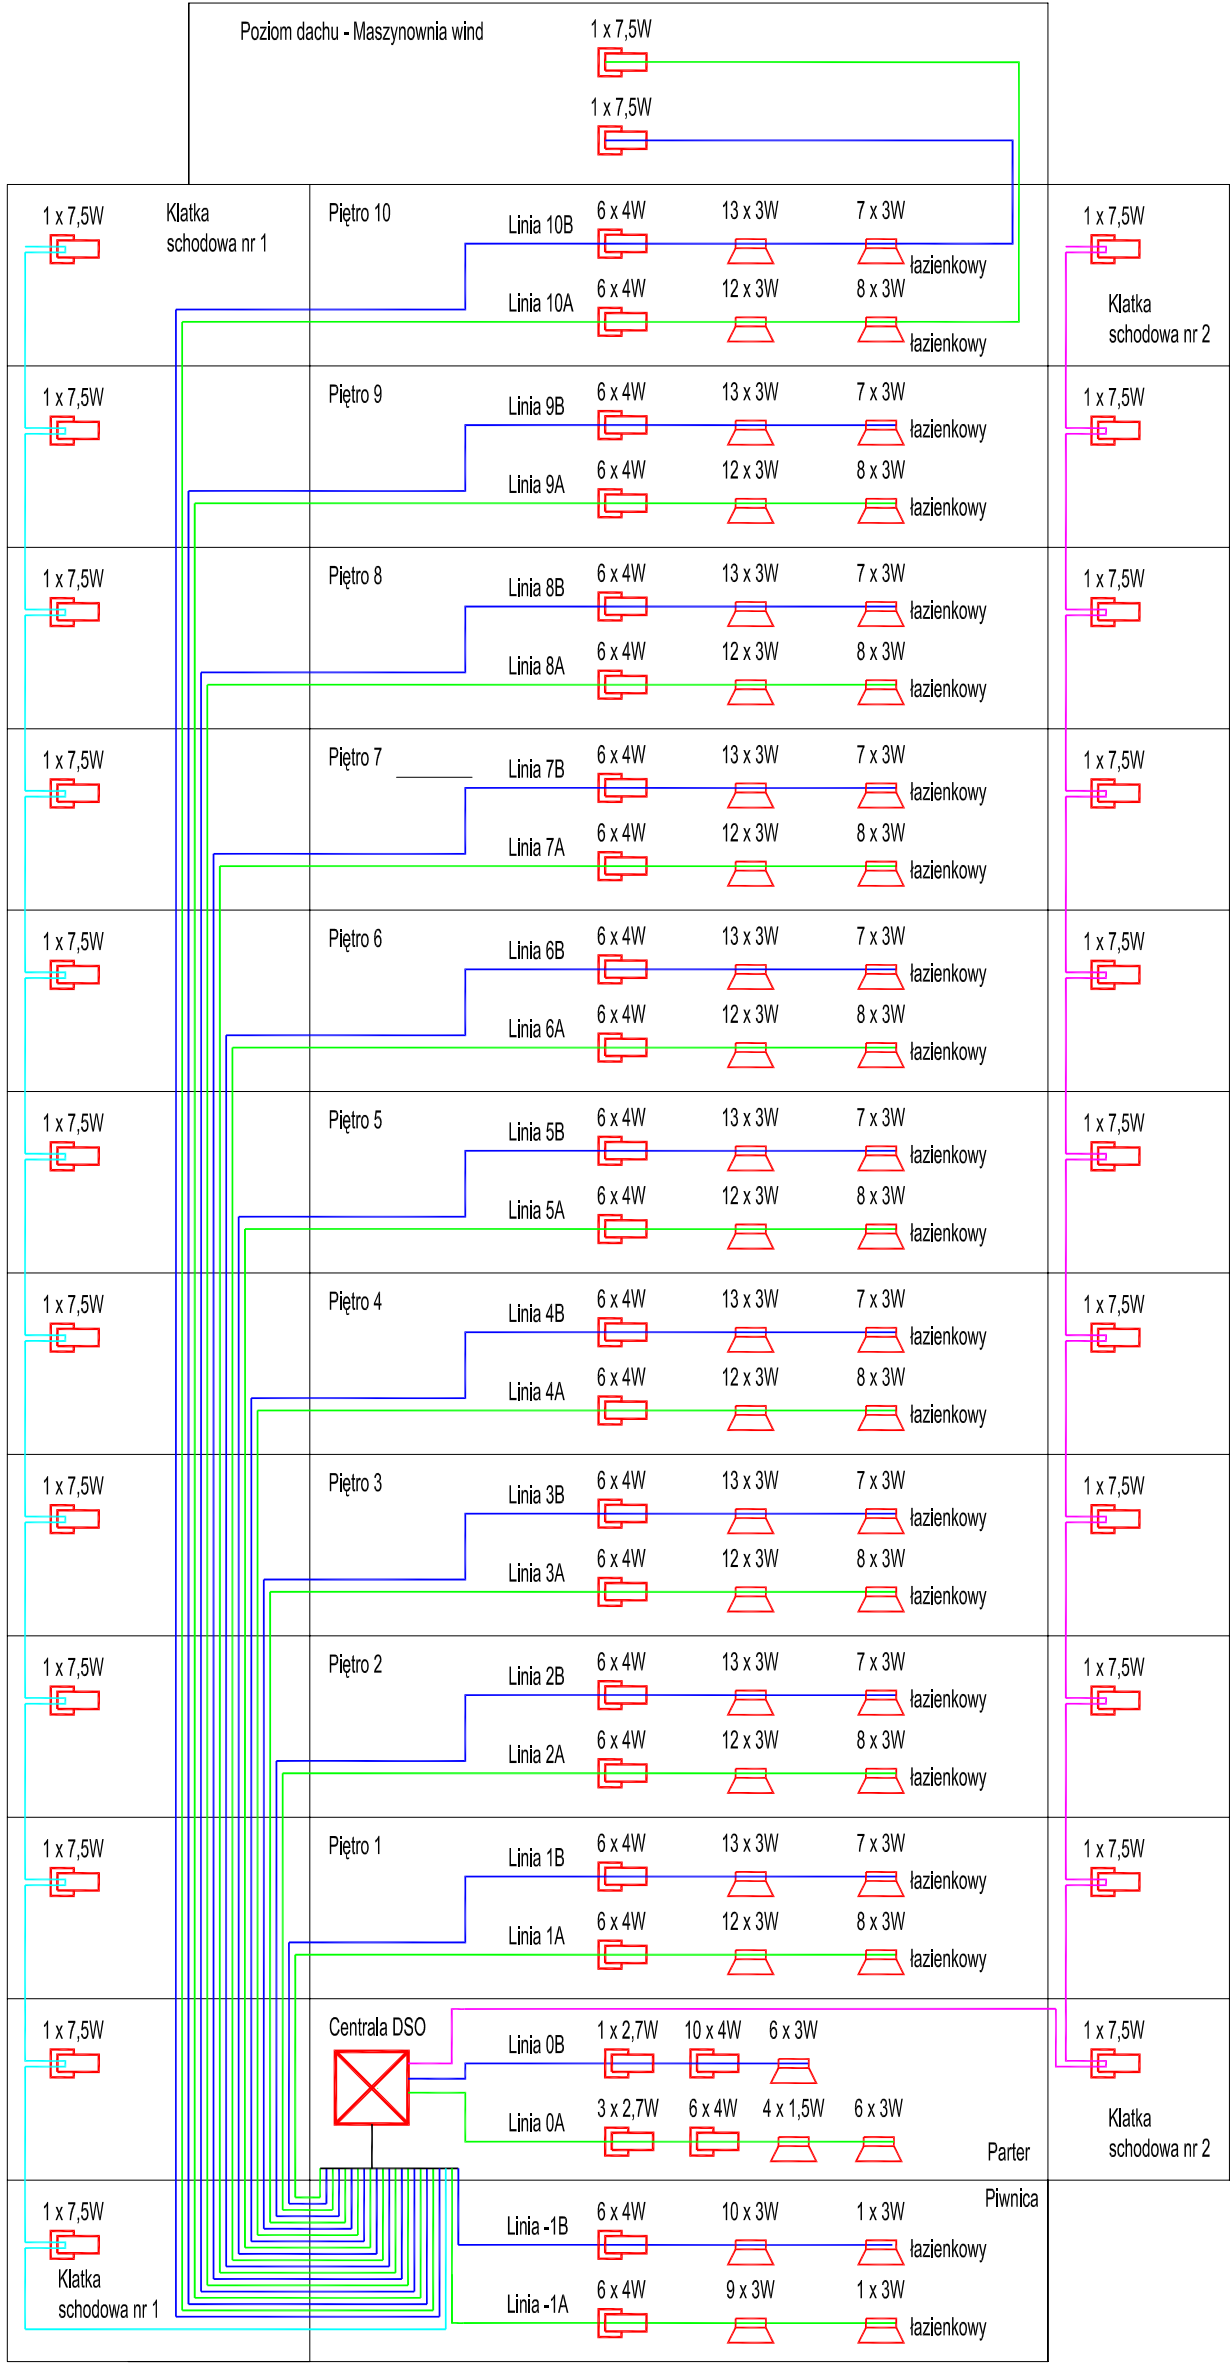 Poziom dachu - Maszynownia wind
1 x 7,5W
1 x 7,5W
1 x 7,5W
Klatka
schodowa nr 1
Piętro 10
Linia 10B
6 x 4W
13 x 3W
7 x 3W
łazienkowy
Linia 10A
6 x 4W
12 x 3W
8 x 3W
łazienkowy
1 x 7,5W
Klatka
schodowa nr 2
1 x 7,5W
Piętro 9
Linia 9B
6 x 4W
13 x 3W
7 x 3W
łazienkowy
Linia 9A
6 x 4W
12 x 3W
8 x 3W
łazienkowy
1 x 7,5W
1 x 7,5W
Piętro 8
Linia 8B
6 x 4W
13 x 3W
7 x 3W
łazienkowy
Linia 8A
6 x 4W
12 x 3W
8 x 3W
łazienkowy
1 x 7,5W
1 x 7,5W
Piętro 7
Linia 7B
6 x 4W
13 x 3W
7 x 3W
łazienkowy
Linia 7A
6 x 4W
12 x 3W
8 x 3W
łazienkowy
1 x 7,5W
1 x 7,5W
Piętro 6
Linia 6B
6 x 4W
13 x 3W
7 x 3W
łazienkowy
Linia 6A
6 x 4W
12 x 3W
8 x 3W
łazienkowy
1 x 7,5W
1 x 7,5W
Piętro 5
Linia 5B
6 x 4W
13 x 3W
7 x 3W
łazienkowy
Linia 5A
6 x 4W
12 x 3W
8 x 3W
łazienkowy
1 x 7,5W
1 x 7,5W
Piętro 4
Linia 4B
6 x 4W
13 x 3W
7 x 3W
łazienkowy
Linia 4A
6 x 4W
12 x 3W
8 x 3W
łazienkowy
1 x 7,5W
1 x 7,5W
Piętro 3
Linia 3B
6 x 4W
13 x 3W
7 x 3W
łazienkowy
Linia 3A
6 x 4W
12 x 3W
8 x 3W
łazienkowy
1 x 7,5W
1 x 7,5W
Piętro 2
Linia 2B
6 x 4W
13 x 3W
7 x 3W
łazienkowy
Linia 2A
6 x 4W
12 x 3W
8 x 3W
łazienkowy
1 x 7,5W
1 x 7,5W
Piętro 1
Linia 1B
6 x 4W
13 x 3W
7 x 3W
łazienkowy
Linia 1A
6 x 4W
12 x 3W
8 x 3W
łazienkowy
1 x 7,5W
1 x 7,5W
Centrala DSO
Linia 0B
1 x 2,7W
10 x 4W
6 x 3W
Linia 0A
3 x 2,7W
6 x 4W
4 x 1,5W
6 x 3W
Parter
1 x 7,5W
Klatka
schodowa nr 2
1 x 7,5W
Klatka
schodowa nr 1
Piwnica
Linia -1B
6 x 4W
10 x 3W
1 x 3W
łazienkowy
Linia -1A
6 x 4W
9 x 3W
1 x 3W
łazienkowy